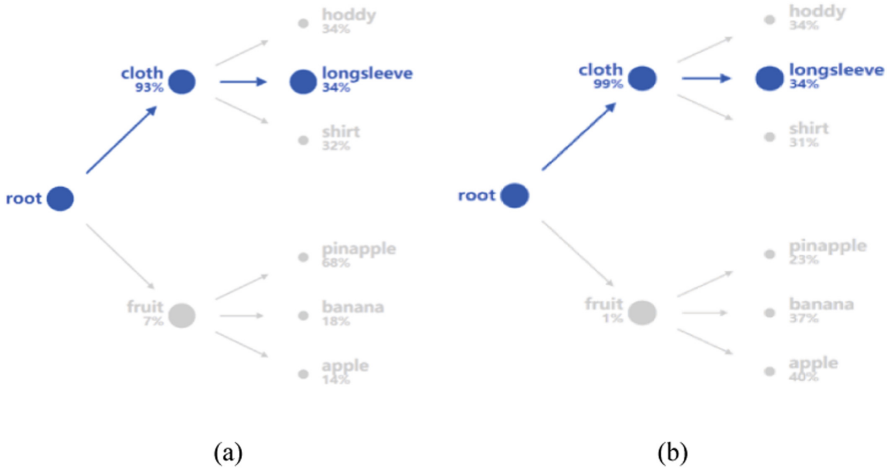 hoddy
34%
cloth
93%
longsleeve
34%
shirt
32%
root
pinapple
68%
fruit
7%
banana
18%
apple
14%
(a)
hoddy
34%
cloth
99%
longsleeve
34%
shirt
31%
root
pinapple
23%
fruit
1%
banana
37%
apple
40%
(b)